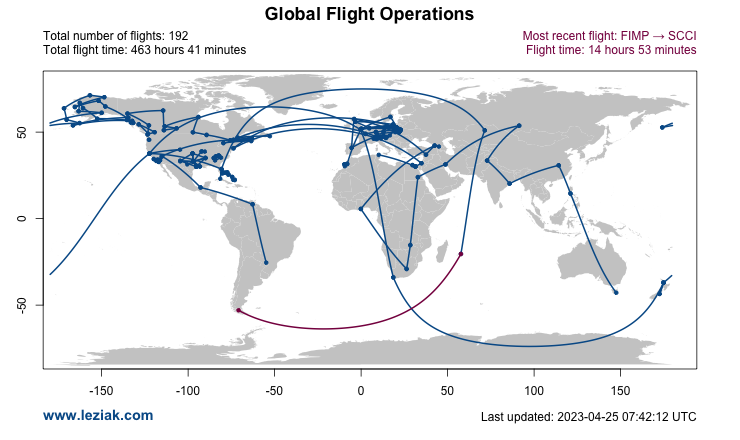 Global Flight Operations
Total number of flights: 192
Total flight time: 463 hours 41 minutes
Most recent flight: FIMP → SCCI
Flight time: 14 hours 53 minutes
50
0
-50
-150
-100
-50
0
50
100
150
www.leziak.com
Last updated: 2023-04-25 07:42:12 UTC